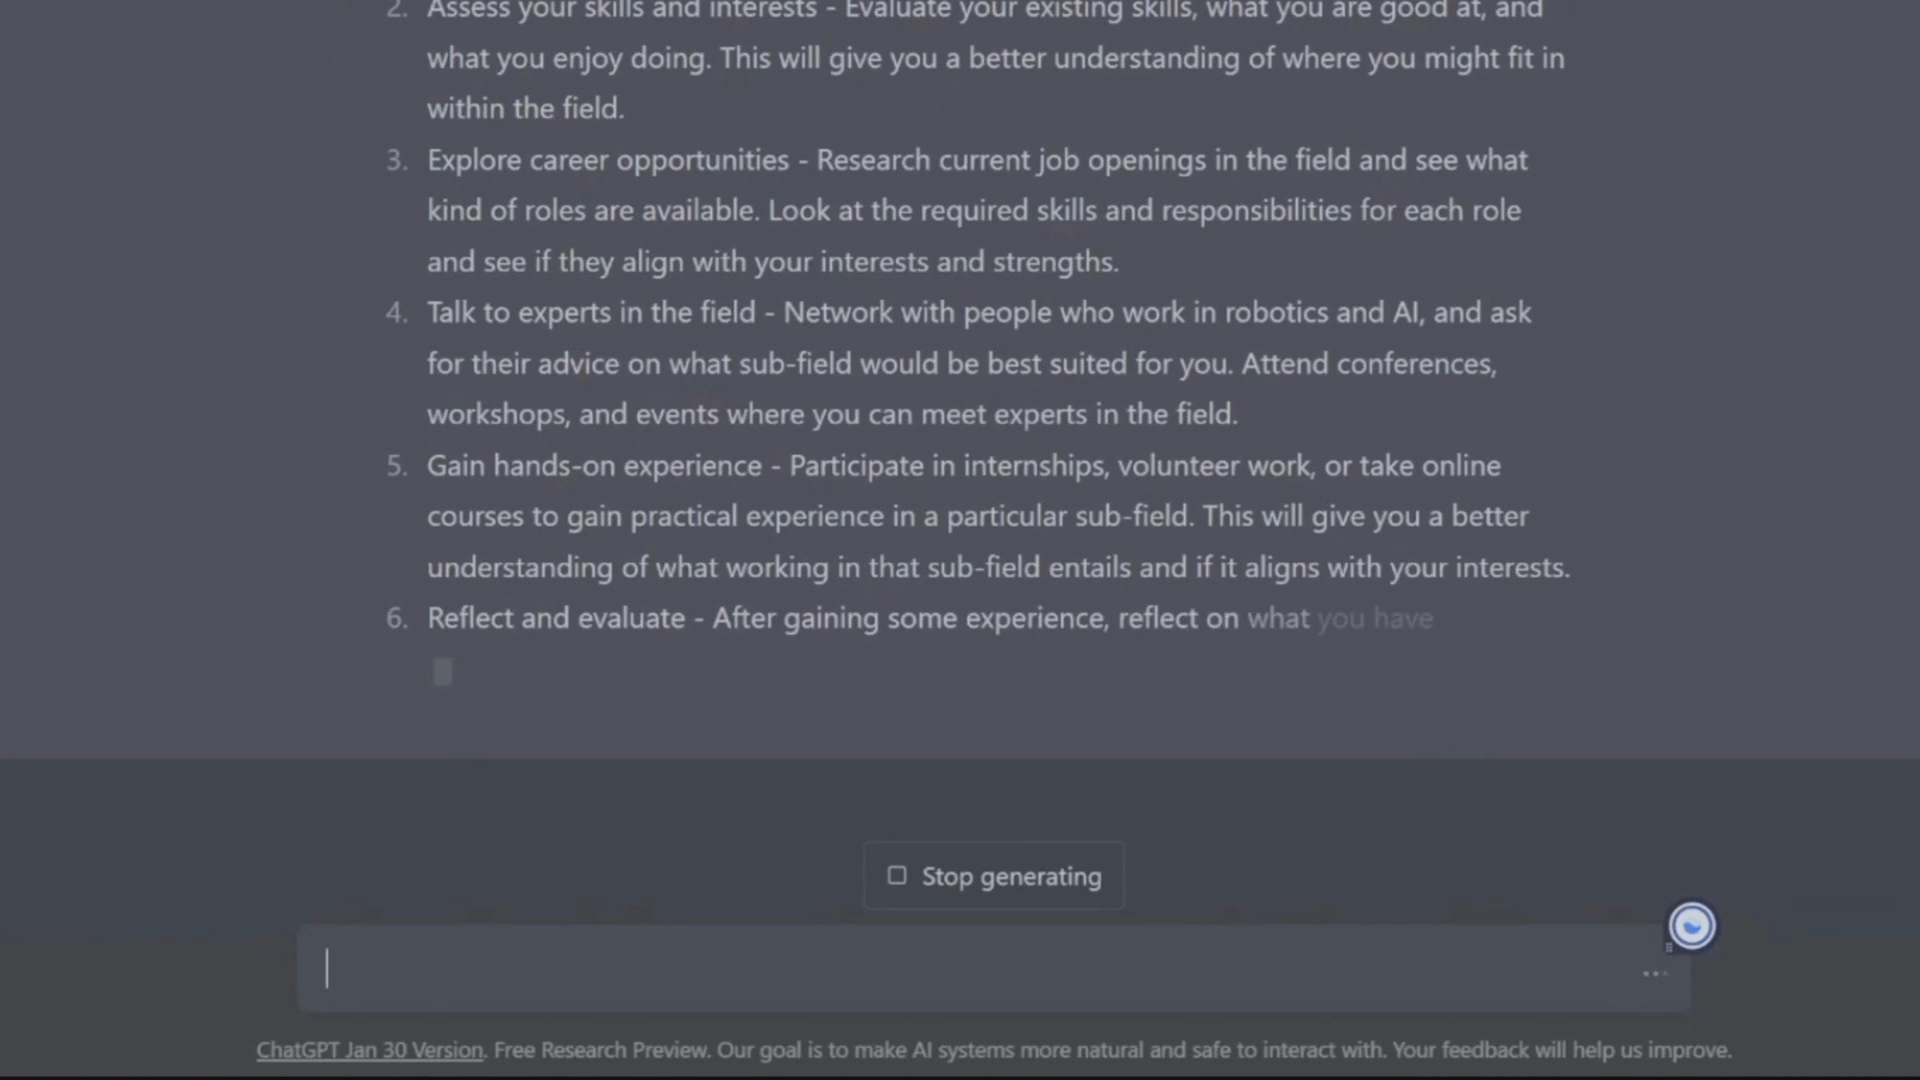 2. Assess your skills and interests - Evaluate your existing skills, what you are good at, and
what you enjoy doing. This will give you a better understanding of where you might fit in
within the field.
3. Explore career opportunities - Research current job openings in the field and see what
kind of roles are available. Look at the required skills and responsibilities for each role
and see if they align with your interests and strengths.
4. Talk to experts in the field - Network with people who work in robotics and AI, and ask
for their advice on what sub-field would be best suited for you. Attend conferences,
workshops, and events where you can meet experts in the field.
5. Gain hands-on experience - Participate in internships, volunteer work, or take online
courses to gain practical experience in a particular sub-field. This will give you a better
understanding of what working in that sub-field entails and if it aligns with your interests.
6. Reflect and evaluate - After gaining some experience, reflect on what you have
Stop generating
ChatGPT Jan 30 Version. Free Research Preview. Our goal is to make AI systems more natural and safe to interact with. Your feedback will help us improve.